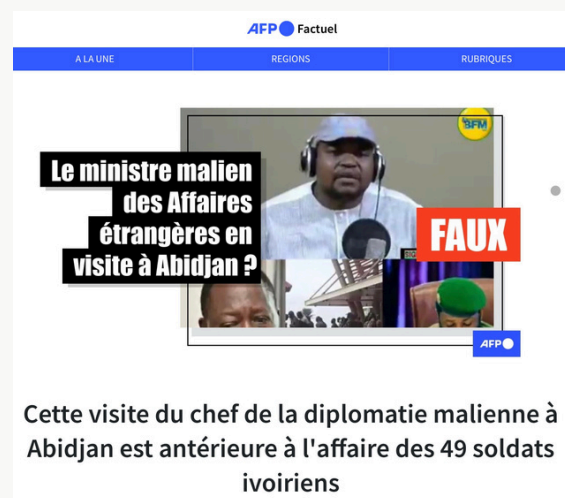 AFP Factuel
A LA UNE
REGIONS
RUBRIQUES
BFM
Le ministre malien
des Affaires
étrangères en
visite à Abidjan ?
FAUX
AFP
Cette visite du chef de la diplomatie malienne à
Abidjan est antérieure à l'affaire des 49 soldats
ivoiriens